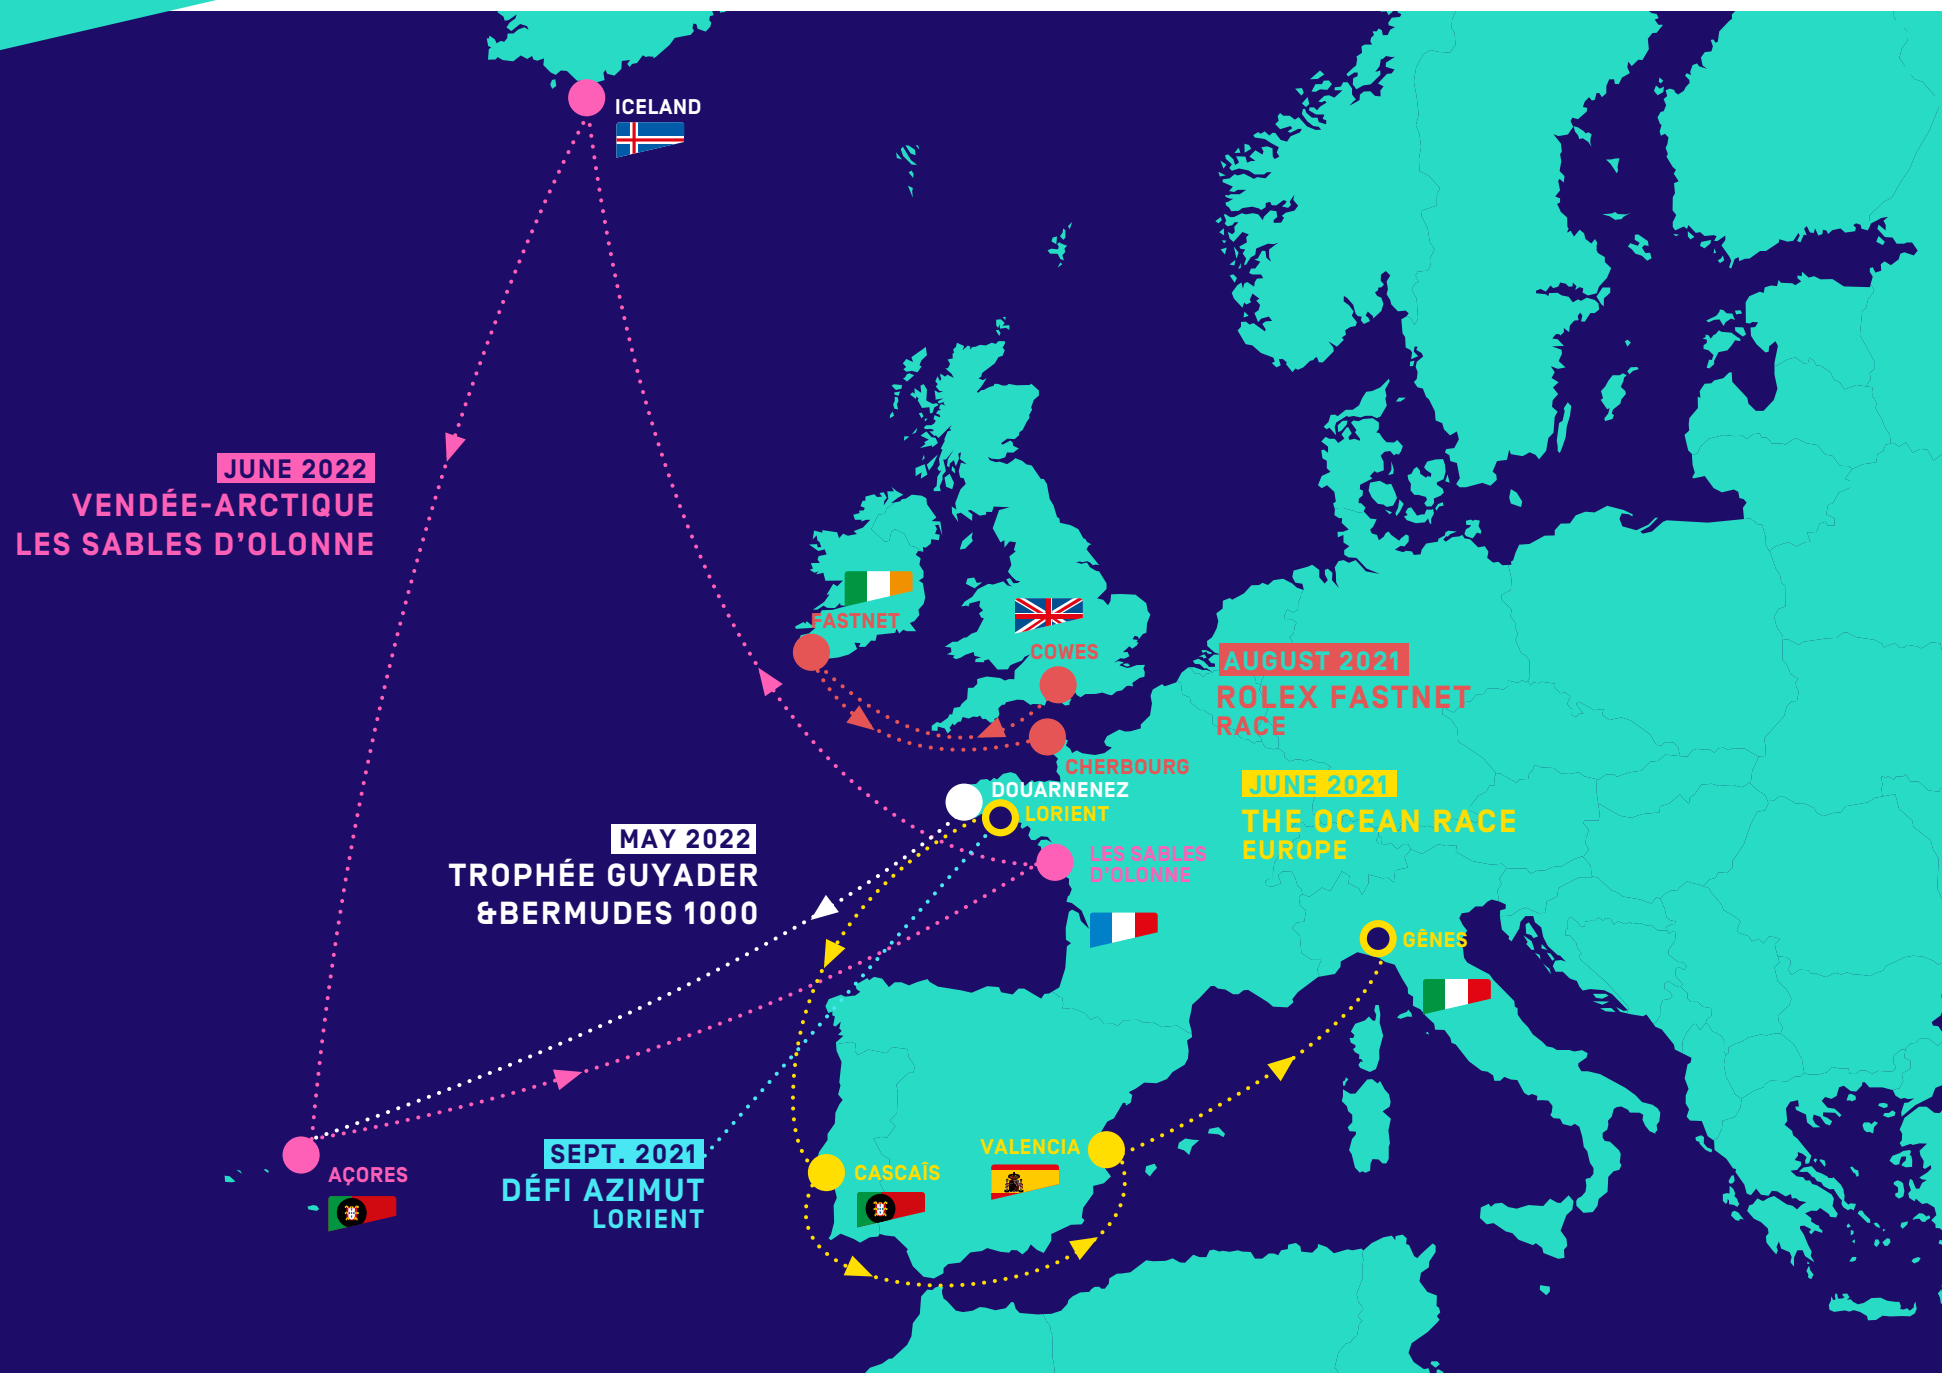 ICELAND
JUNE 2022
VENDÉE-ARCTIQUE
LES SABLES D'OLONNE
FASTNET
COWES
AUGUST 2021
ROLEX FASTNET
RACE
CHERBOURG
DOUARNENEZ
LORIENT
JUNE 2021
THE OCEAN RACE
EUROPE
MAY 2022
TROPHÉE GUYADER
&BERMUDES 1000
LES SABLES
D'OLONNE
GÊNES
SEPT. 2021
DÉFI AZIMUT
LORIENT
VALENCIA
AÇORES
CASCAÎS